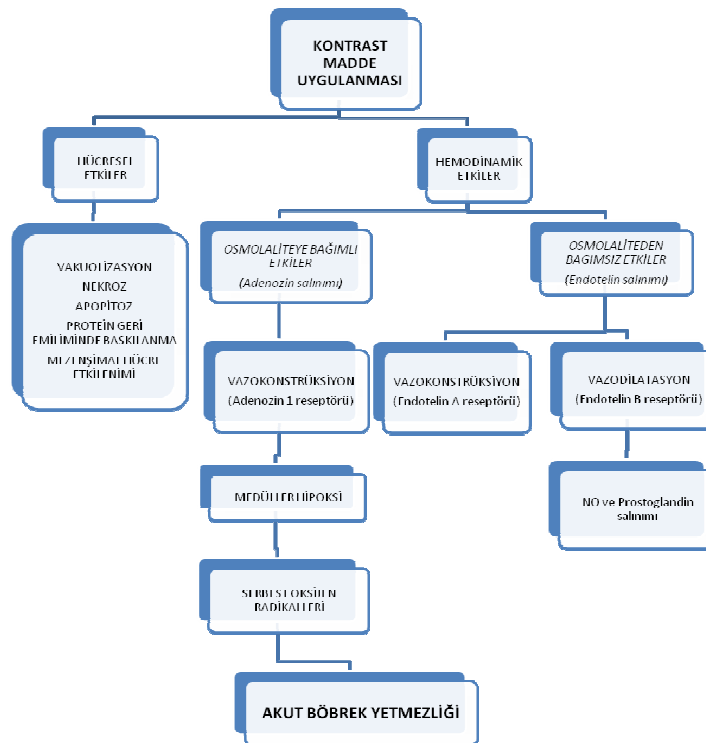 KONTRAST
MADDE
UYGULANMASI
HÜCRESEL
ETKİLER
HEMODİNAMİK
ETKİLER
VAKUOLİZASYON
NEKROZ
APOPİTOZ
PROTEİN GERİ
EMİLİMİNDE BASKILANMA
MEZENŞİMAL HÜCRE
ETKİLENİMİ
OSMOLALİTEYE BAĞIMLI
ETKİLER
(Adenozin salınımı)
OSMOLALİTEDEN
BAGIMSIZ ETKİLER
(Endotelin salınımı)
VAZOKONSTRÜKSİYON
(Adenozin 1 reseptörü)
VAZOKONSTRÜKSİYON
(Endotelin A reseptörü)
VAZODİLATASYON
(Endotelin B reseptörü)
MEDÜLLER HİPOKSİ
NO ve Prostoglandin
salınımı
SERBEST OKSİJEN
RADİKALLERİ
AKUT BÖBREK YETMEZLİĞİ